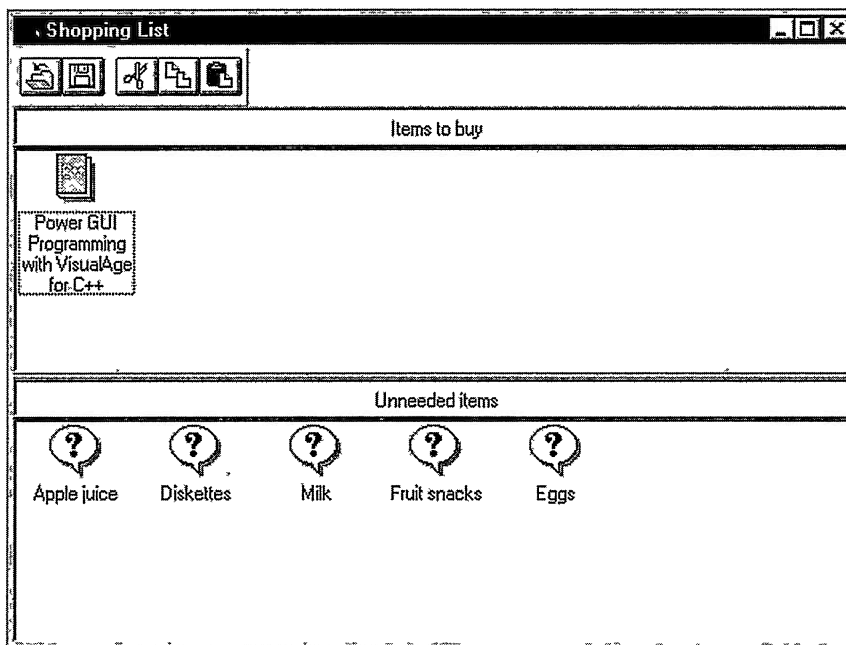 Shopping List
Items to buy
Power GUI
Programming
with VisualAge
for C++
Unneeded items
? ? ? ? ?
Apple juice Diskettes Milk Fruit snacks Eggs